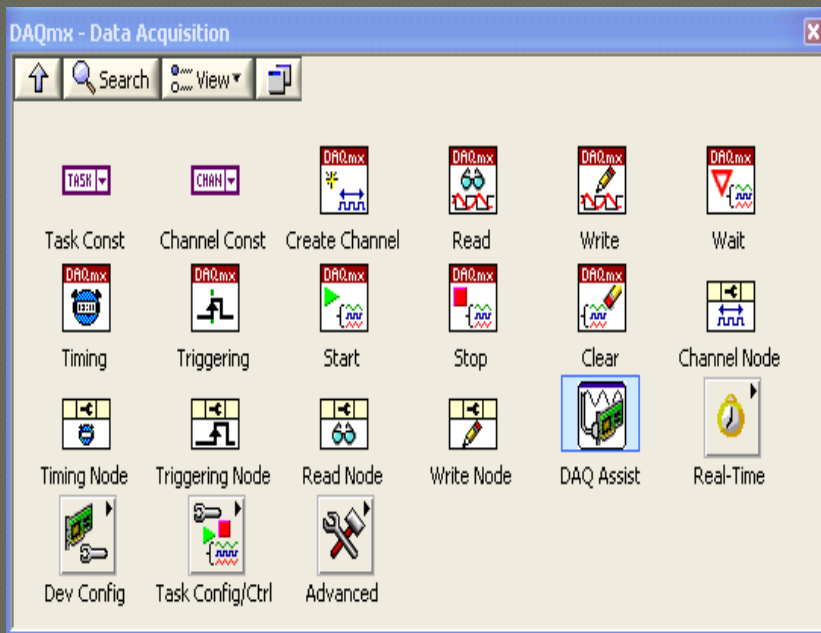 DAQmx - Data Acquisition
Search View
TASK CHAN DAQmx DAQmx DAQmx DAQmx
Task Const Channel Const Create Channel Read Write Wait
DAQmx DAQmx DAQmx DAQmx DAQmx
Timing Triggering Start Stop Clear Channel Node
Timing Node Triggering Node Read Node Write Node DAQ Assist Real-Time
Dev Config Task Config/Ctrl Advanced